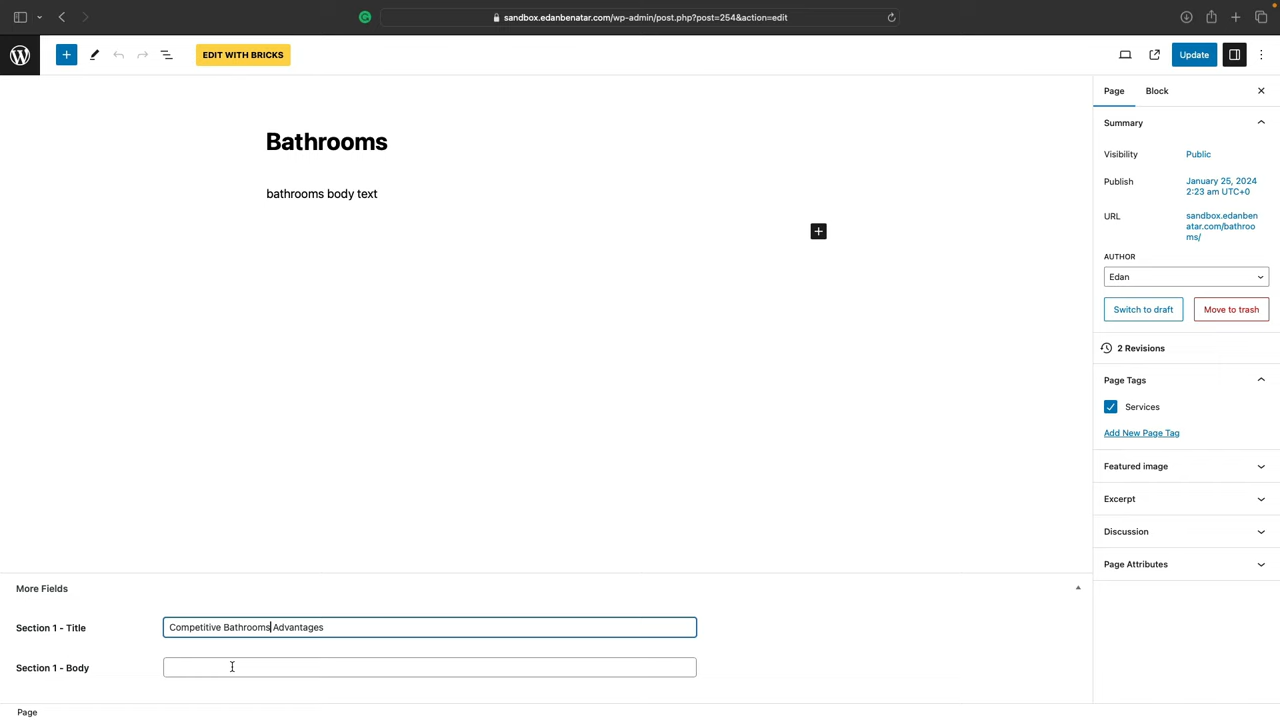 sandbox.edanbenatar.com/wp-admin/post.php?post=254&action=edit
EDIT WITH BRICKS
Update
Page
Block
Bathrooms
bathrooms body text
Summary
Visibility
Public
Publish
January 25, 2024
2:23 am UTC+0
URL
sandbox.edanben
atar.com/bathroo
ms/
AUTHOR
Edan
Switch to draft
Move to trash
2 Revisions
Page Tags
Services
Add New Page Tag
Featured image
Excerpt
Discussion
Page Attributes
More Fields
Section 1 - Title
Competitive Bathrooms Advantages
Section 1 - Body
Page